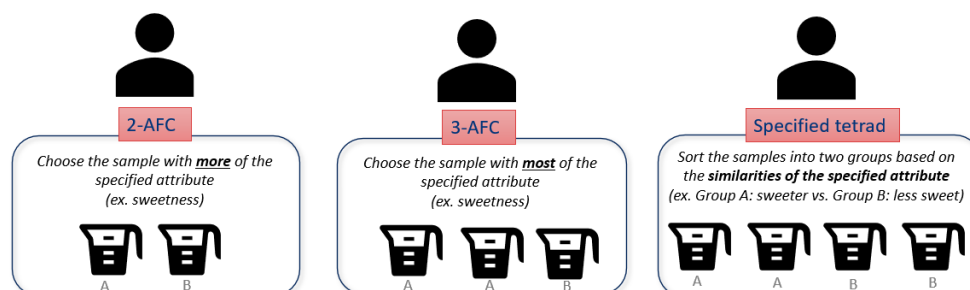 2-AFC
Choose the sample with more of the
specified attribute
(ex. sweetness)
A B
3-AFC
Choose the sample with most of the
specified attribute
(ex. sweetness)
A A B
Specified tetrad
Sort the samples into two groups based on
the similarities of the specified attribute
(ex. Group A: sweeter vs. Group B: less sweet)
A A B B